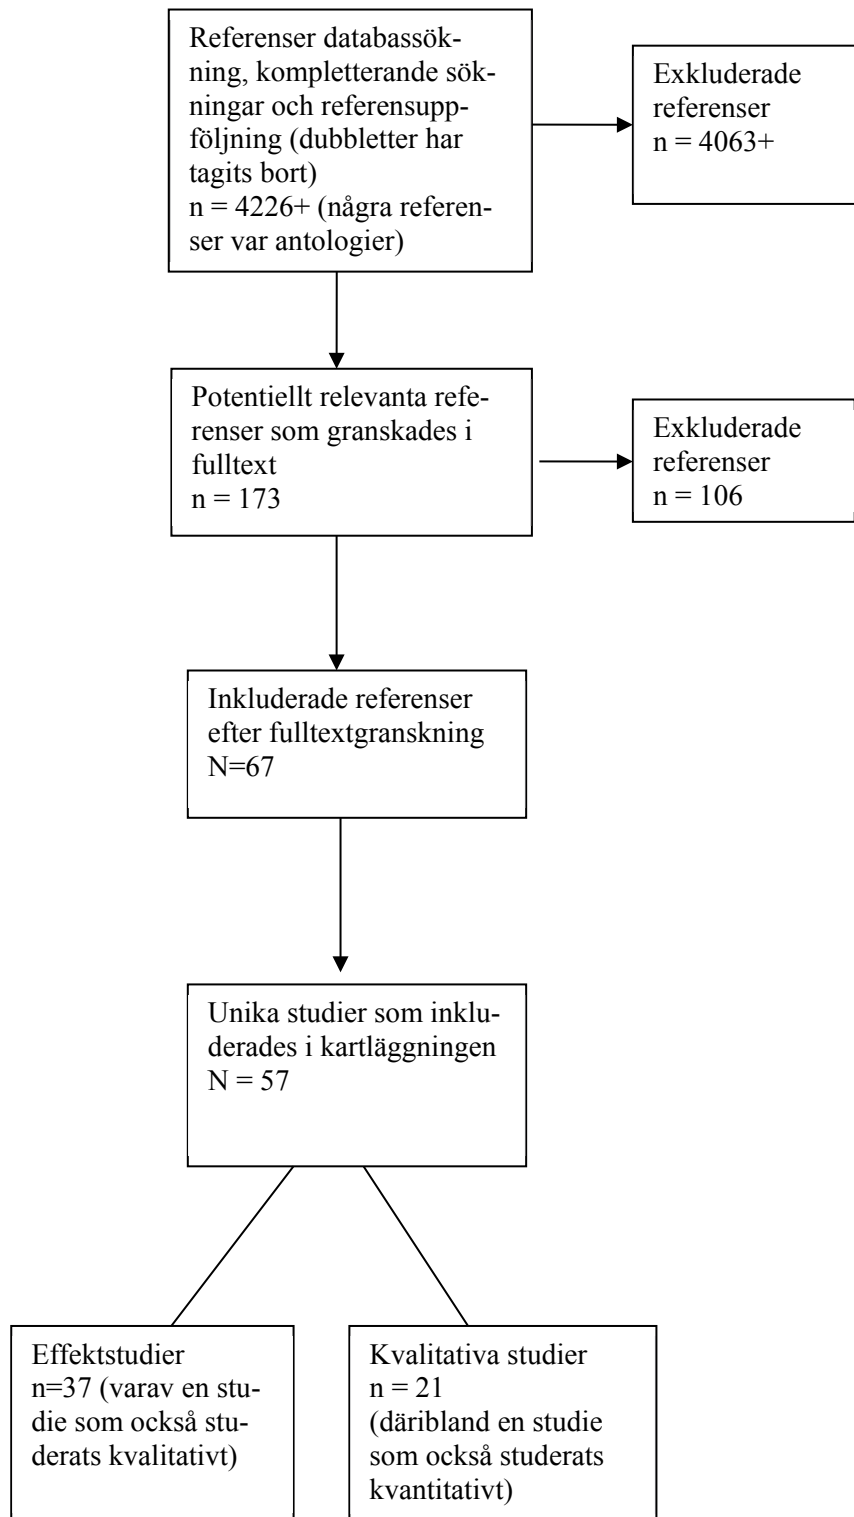 Referenser databassök-
ning, kompletterande sök-
ningar och referensupp-
följning (dubbletter har
tagits bort)
n = 4226+ (några referen-
ser var antologier)
Exkluderade
referenser
n = 4063+
Potentiellt relevanta refe-
renser som granskades i
fulltext
n = 173
Exkluderade
referenser
n = 106
Inkluderade referenser
efter fulltextgranskning
N=67
Unika studier som inklu-
derades i kartläggningen
N = 57
Effektstudier
n=37 (varav en stu-
die som också stu-
derats kvalitativt)
Kvalitativa studier
n = 21
(däribland en studie
som också studerats
kvantitativt)